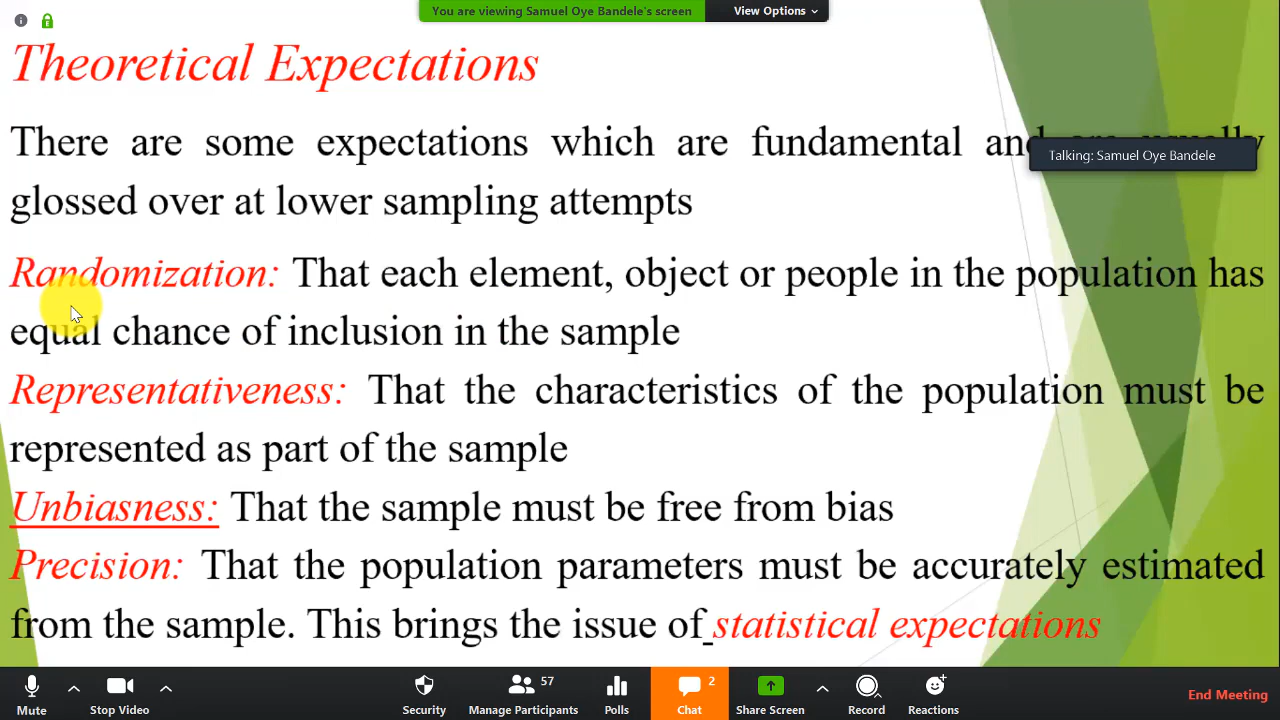 You are viewing Samuel Oye Bandele's screen
View Options
Theoretical Expectations
There are some expectations which are fundamental and are usually
Talking: Samuel Oye Bandele
glossed over at lower sampling attempts
Randomization: That each element, object or people in the population has
equal chance of inclusion in the sample
Representativeness: That the characteristics of the population must be
represented as part of the sample
Unbiasness: That the sample must be free from bias
Precision: That the population parameters must be accurately estimated
from the sample. This brings the issue of statistical expectations
Mute
Stop Video
Security
57
Manage Participants
Polls
2
Chat
Share Screen
Record
Reactions
End Meeting